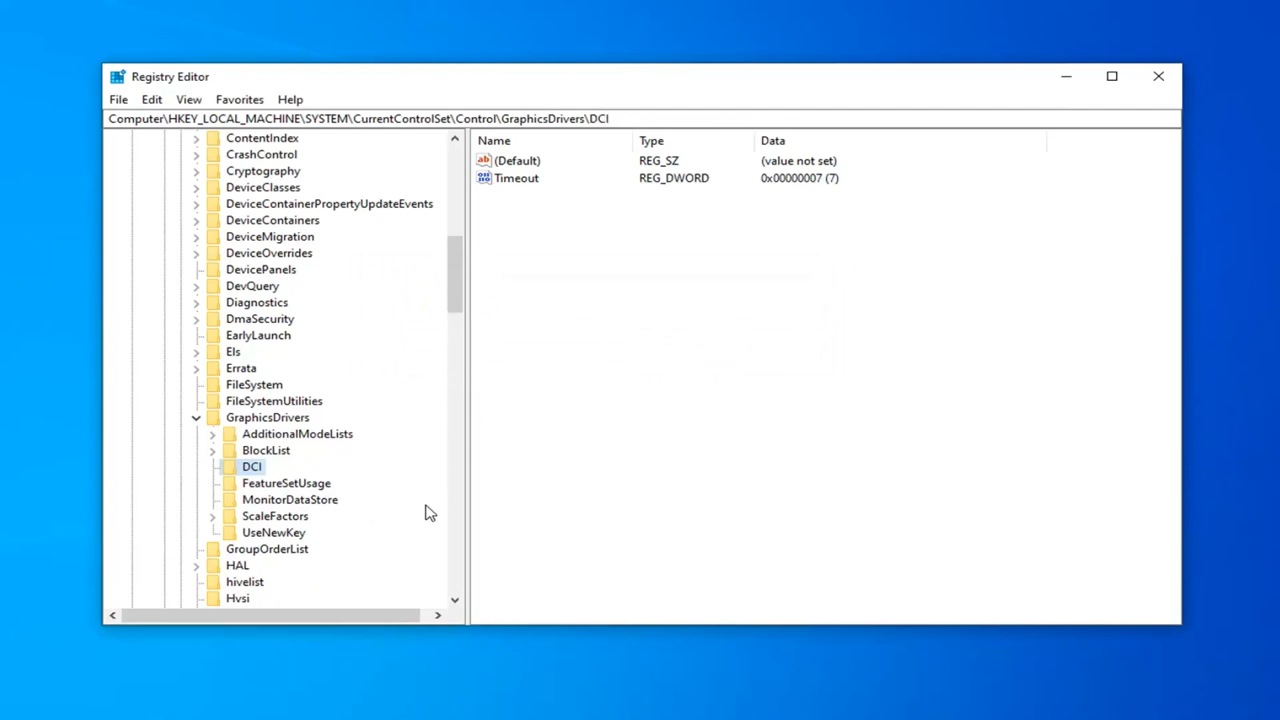 Registry Editor
File Edit View Favorites Help
Computer\HKEY_LOCAL_MACHINE\SYSTEM\CurrentControlSet\Control\GraphicsDrivers\DCI
ContentIndex
CrashControl
Cryptography
DeviceClasses
DeviceContainerPropertyUpdateEvents
DeviceContainers
DeviceMigration
DeviceOverrides
DevicePanels
DevQuery
Diagnostics
DmaSecurity
EarlyLaunch
Els
Errata
FileSystem
FileSystemUtilities
GraphicsDrivers
AdditionalModeLists
BlockList
DCI
FeatureSetUsage
MonitorDataStore
ScaleFactors
UseNewKey
GroupOrderList
HAL
hivelist
Hvsi
Name Type Data
ab (Default) REG_SZ (value not set)
Timeout REG_DWORD 0x00000007 (7)